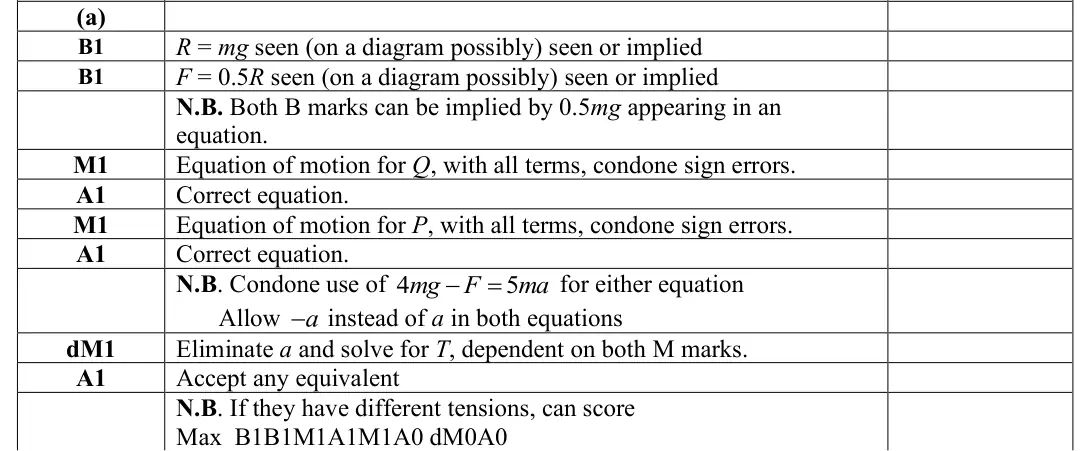 (a)
B1 R = mg seen (on a diagram possibly) seen or implied
B1 F = 0.5R seen (on a diagram possibly) seen or implied
N.B. Both B marks can be implied by 0.5mg appearing in an
equation.
M1 Equation of motion for Q, with all terms, condone sign errors.
A1 Correct equation.
M1 Equation of motion for P, with all terms, condone sign errors.
A1 Correct equation.
N.B. Condone use of 4mg − F = 5ma for either equation
Allow −a instead of a in both equations
dM1 Eliminate a and solve for T, dependent on both M marks.
A1 Accept any equivalent
N.B. If they have different tensions, can score
Max B1B1M1A1M1A0 dM0A0